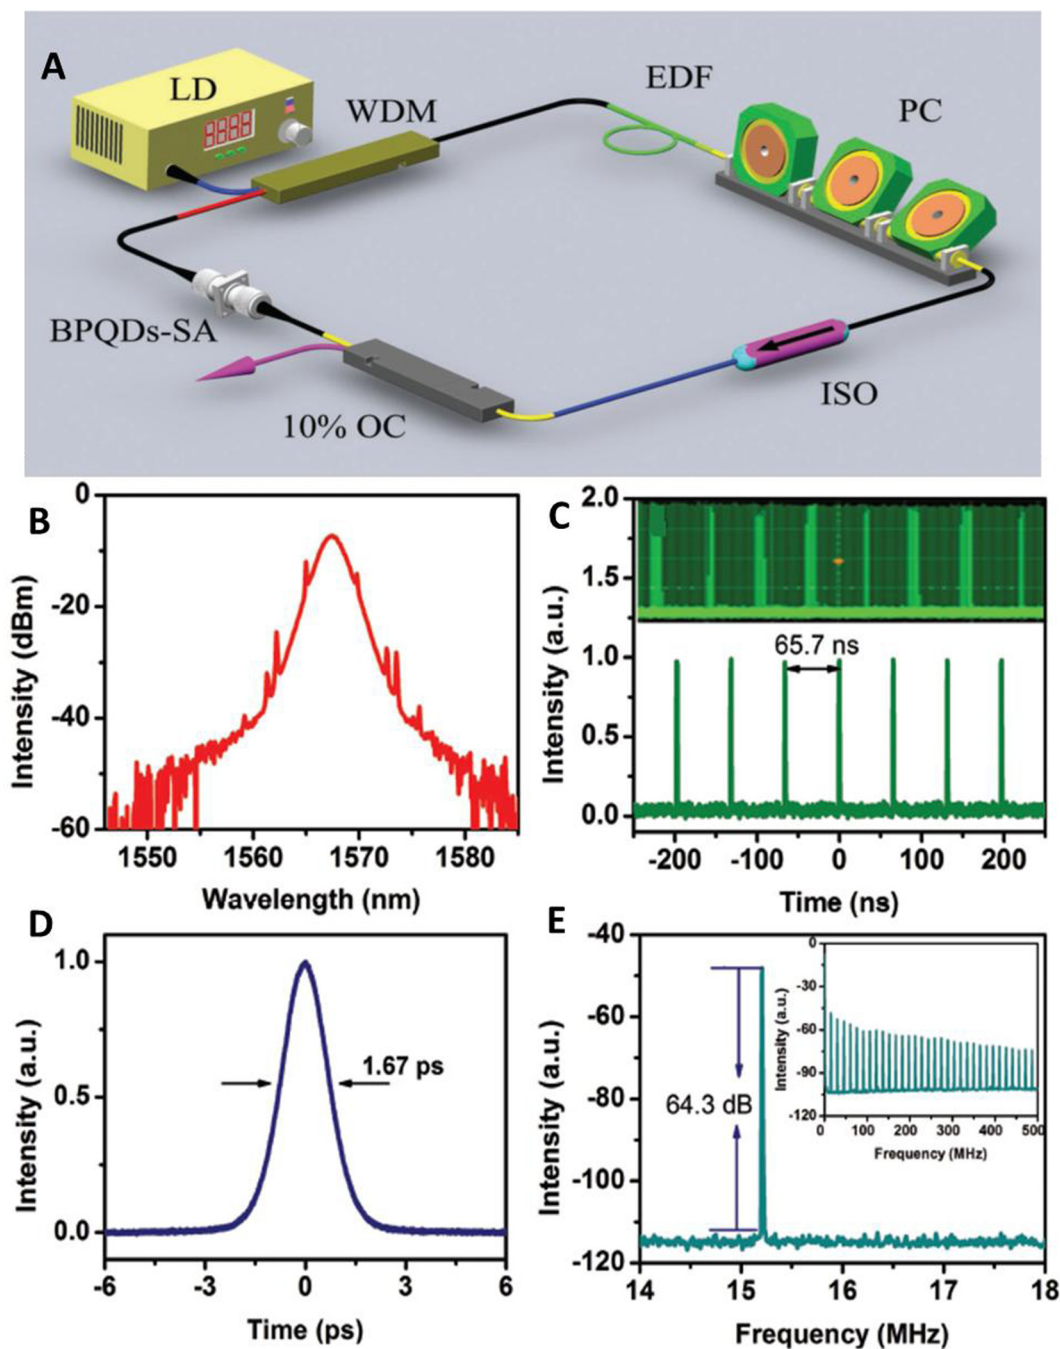 A
LD
WDM
EDF
PC
BPQDs-SA
10% OC
ISO
B
Intensity (dBm)
0
-20
-40
-60
1550
1560
1570
1580
Wavelength (nm)
C
Intensity (a.u.)
2.0
1.5
1.0
0.5
0.0
65.7 ns
-200
-100
0
100
200
Time (ns)
D
Intensity (a.u.)
1.0
0.5
0.0
1.67 ps
-6
-3
0
3
6
Time (ps)
E
Intensity (a.u.)
-40
-60
-80
-100
-120
64.3 dB
14
15
16
17
18
Frequency (MHz)
Intensity (a.u.)
0
-30
-60
-90
-120
0
100
200
300
400
500
Frequency (MHz)